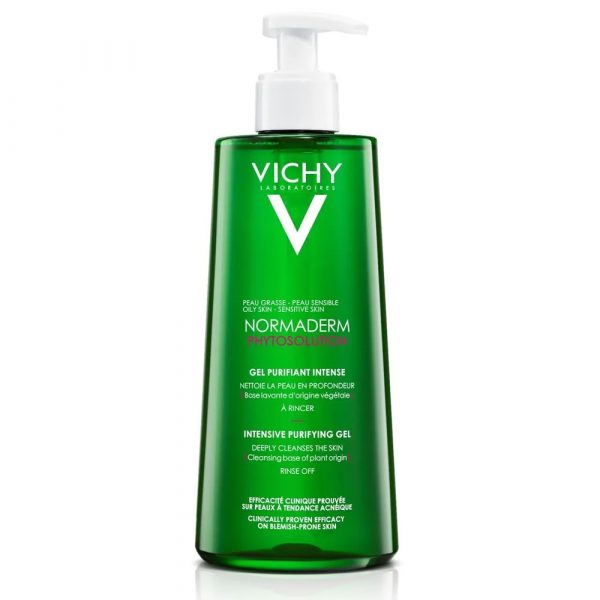 VICHY
LABORATOIRES
V
PEAU GRASSE - PEAU SENSIBLE
OILY SKIN - SENSITIVE SKIN
NORMADERM
PHYTOSOLUTION
GEL PURIFIANT INTENSE
NETTOIE LA PEAU EN PROFONDEUR
Base lavante d'origine végétale
À RINCER
INTENSIVE PURIFYING GEL
DEEPLY CLEANSES THE SKIN
Cleansing base of plant origin
RINSE OFF
EFFICACITÉ CLINIQUE PROUVÉE
SUR PEAUX À TENDANCE ACNÉIQUE
CLINICALLY PROVEN EFFICACY
ON BLEMISH-PRONE SKIN